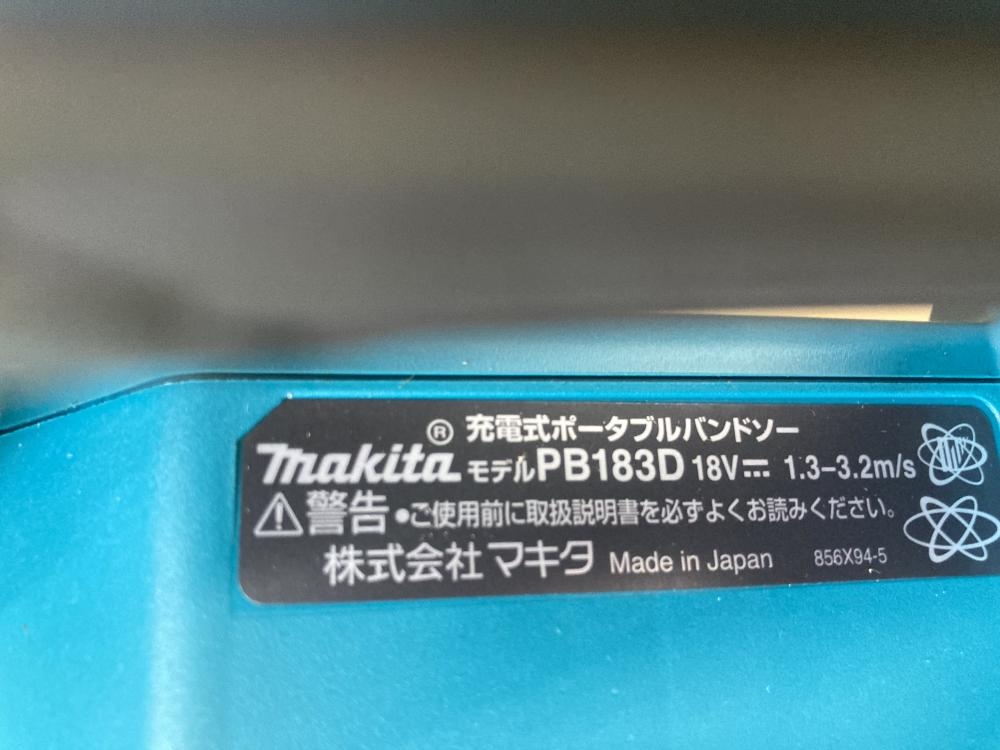 ® 充電式ポータブルバンドソー
makita モデルPB183D 18V⎓ 1.3-3.2m/s
⚠警告 ●ご使用前に取扱説明書を必ずよくお読みください。
株式会社 マキタ Made in Japan 856X94-5